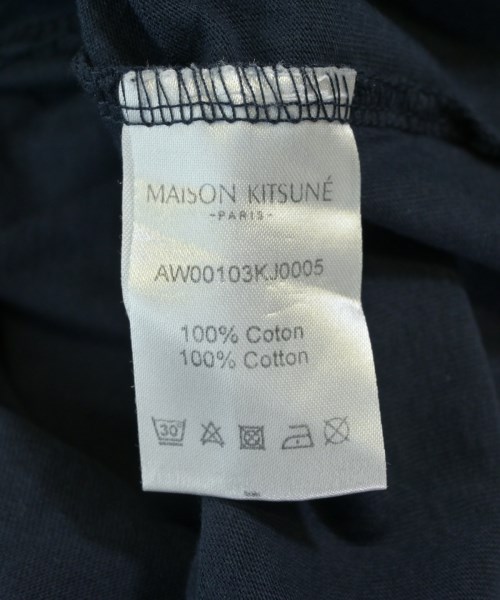 MAISON KITSUNÉ
-PARIS-
AW00103KJ0005
100% Coton
100% Cotton
30°